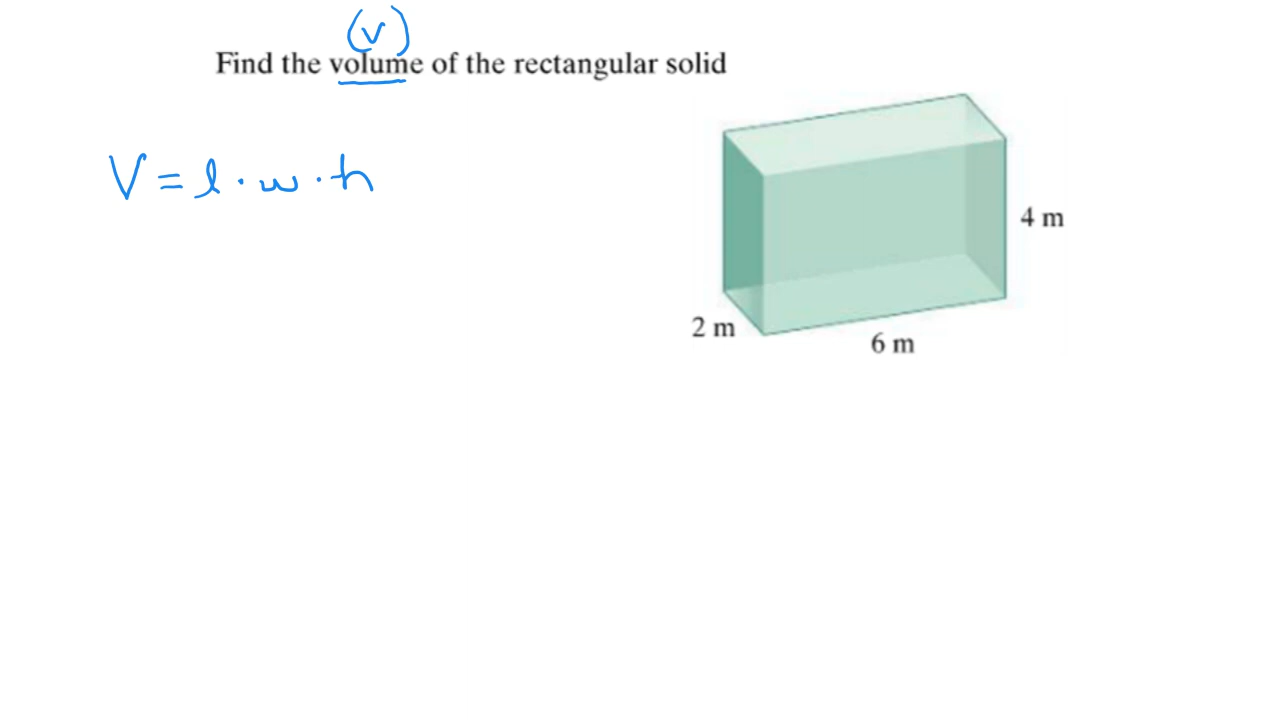 (V)
Find the volume of the rectangular solid
V = l · w · h
4 m
2 m
6 m